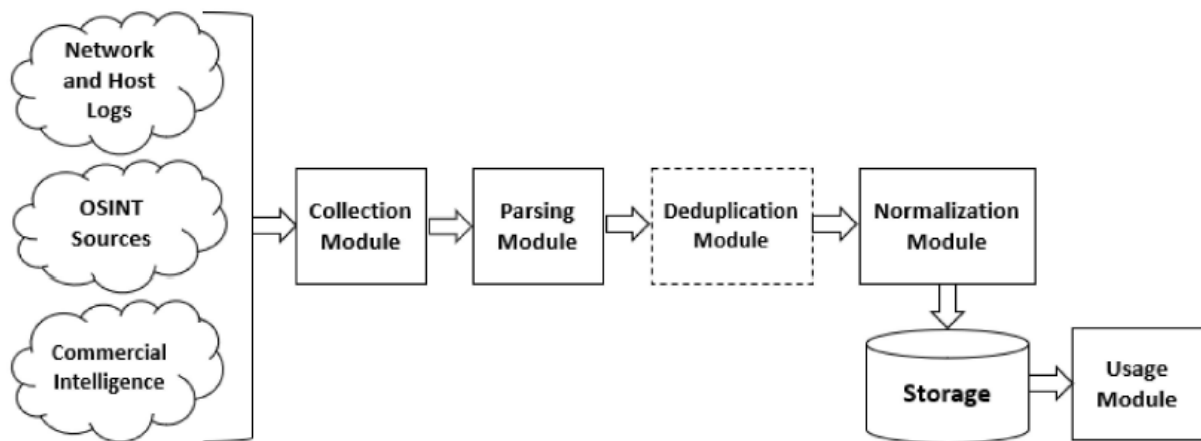 Network
and Host
Logs
OSINT
Sources
Commercial
Intelligence
Collection
Module
Parsing
Module
Deduplication
Module
Normalization
Module
Storage
Usage
Module